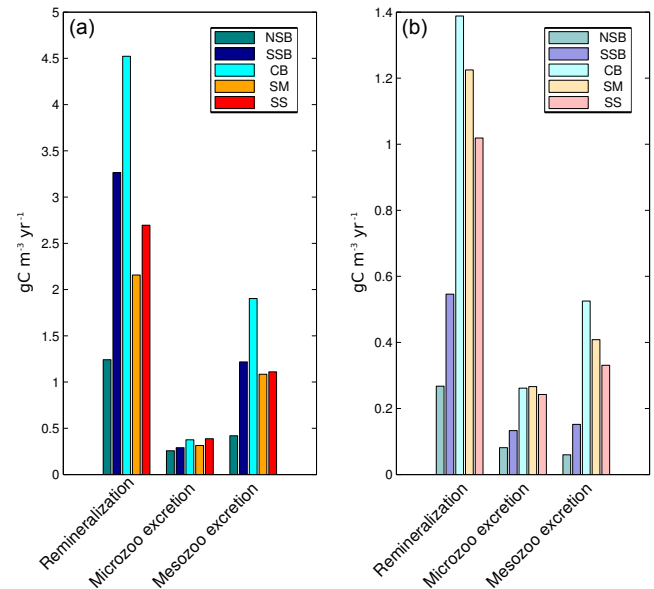 (a)
NSB
SSB
CB
SM
SS
gC m⁻³ yr⁻¹
5
4.5
4
3.5
3
2.5
2
1.5
1
0.5
0
Remineralization
Microzoo excretion
Mesozoo excretion
(b)
NSB
SSB
CB
SM
SS
gC m⁻³ yr⁻¹
1.4
1.2
1
0.8
0.6
0.4
0.2
0
Remineralization
Microzoo excretion
Mesozoo excretion